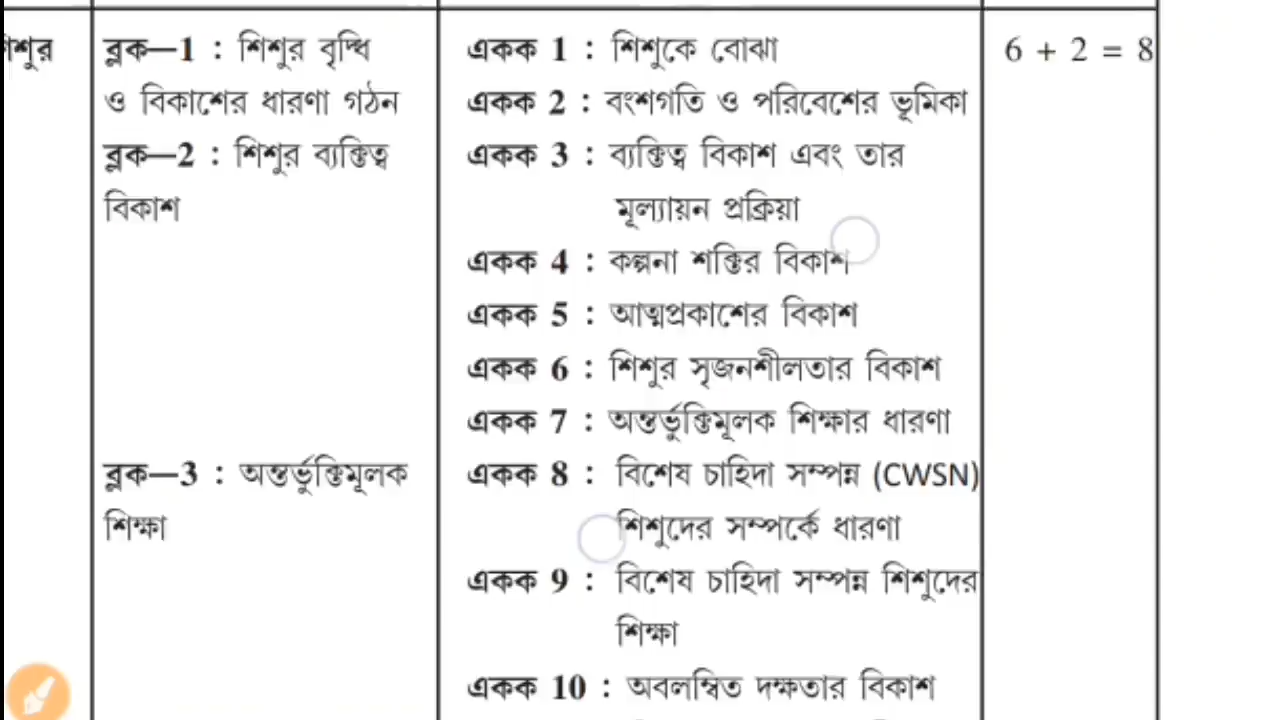 শিশুর
ব্লক—1 : শিশুর বৃদ্ধি
ও বিকাশের ধারণা গঠন
ব্লক—2 : শিশুর ব্যক্তিত্ব
বিকাশ
ব্লক—3 : অন্তর্ভুক্তিমূলক
শিক্ষা
একক 1 : শিশুকে বোঝা
একক 2 : বংশগতি ও পরিবেশের ভূমিকা
একক 3 : ব্যক্তিত্ব বিকাশ এবং তার
মূল্যায়ন প্রক্রিয়া
একক 4 : কল্পনা শক্তির বিকাশ
একক 5 : আত্মপ্রকাশের বিকাশ
একক 6 : শিশুর সৃজনশীলতার বিকাশ
একক 7 : অন্তর্ভুক্তিমূলক শিক্ষার ধারণা
একক 8 : বিশেষ চাহিদা সম্পন্ন (CWSN)
শিশুদের সম্পর্কে ধারণা
একক 9 : বিশেষ চাহিদা সম্পন্ন শিশুদের
শিক্ষা
একক 10 : অবলম্বিত দক্ষতার বিকাশ
6 + 2 = 8